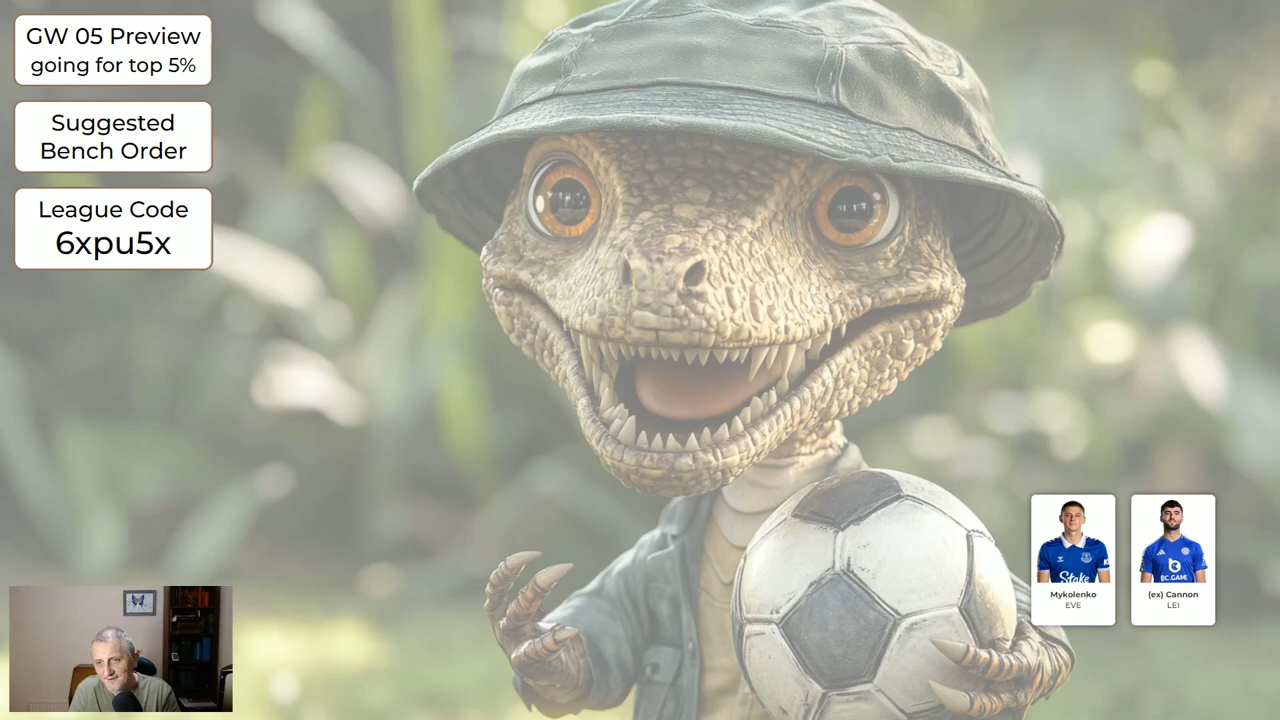 GW 05 Preview
going for top 5%
Suggested
Bench Order
League Code
6xpu5x
Stake
BC.GAME
Mykolenko
EVE
(ex) Cannon
LEI